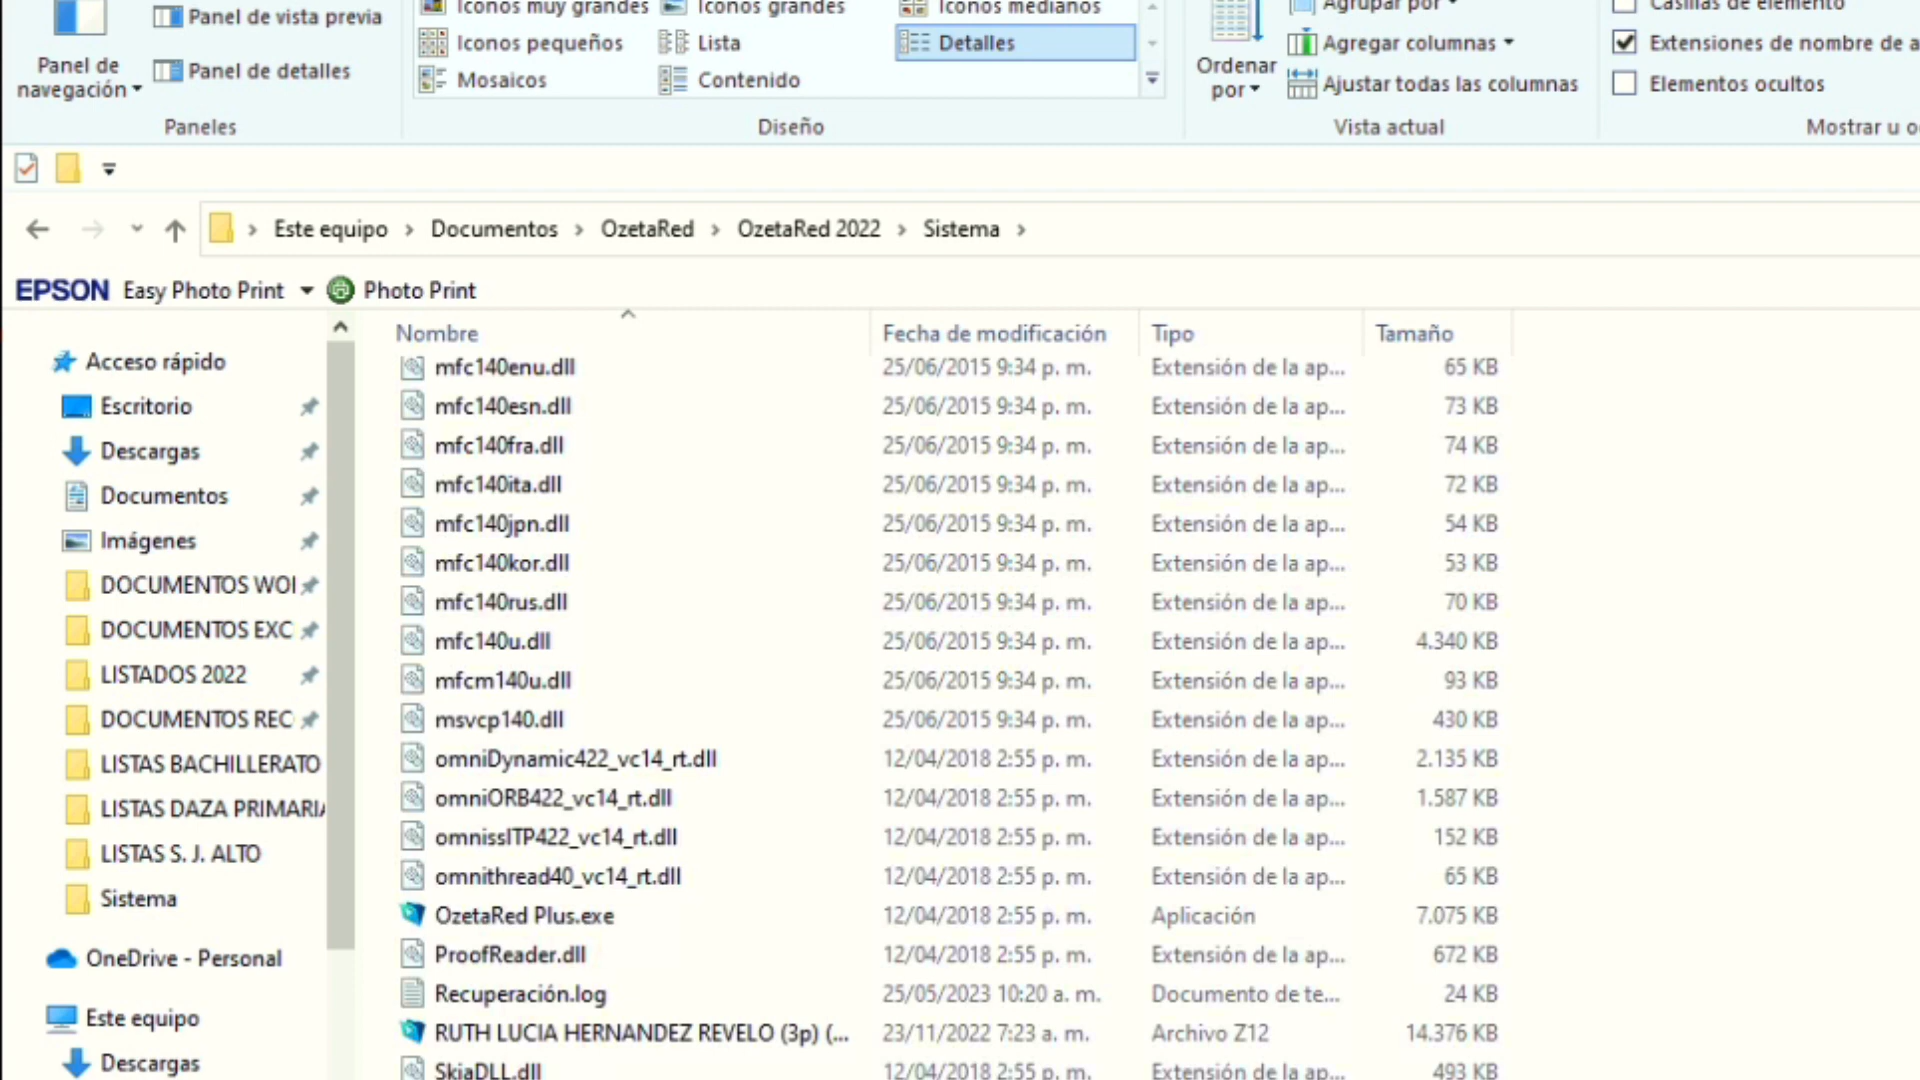 Panel de vista previa
Panel de navegación
Panel de detalles
Paneles
Iconos muy grandes
Iconos grandes
Iconos medianos
Iconos pequeños
Lista
Detalles
Mosaicos
Contenido
Diseño
Ordenar por
Agrupar por
Agregar columnas
Ajustar todas las columnas
Vista actual
Casillas de elemento
Extensiones de nombre de a
Elementos ocultos
Mostrar u o
Este equipo > Documentos > OzetaRed > OzetaRed 2022 > Sistema >
EPSON Easy Photo Print Photo Print
Acceso rápido
Escritorio
Descargas
Documentos
Imágenes
DOCUMENTOS WOI
DOCUMENTOS EXC
LISTADOS 2022
DOCUMENTOS REC
LISTAS BACHILLERATO
LISTAS DAZA PRIMARIA
LISTAS S. J. ALTO
Sistema
OneDrive - Personal
Este equipo
Descargas
Nombre Fecha de modificación Tipo Tamaño
mfc140enu.dll 25/06/2015 9:34 p. m. Extensión de la ap... 65 KB
mfc140esn.dll 25/06/2015 9:34 p. m. Extensión de la ap... 73 KB
mfc140fra.dll 25/06/2015 9:34 p. m. Extensión de la ap... 74 KB
mfc140ita.dll 25/06/2015 9:34 p. m. Extensión de la ap... 72 KB
mfc140jpn.dll 25/06/2015 9:34 p. m. Extensión de la ap... 54 KB
mfc140kor.dll 25/06/2015 9:34 p. m. Extensión de la ap... 53 KB
mfc140rus.dll 25/06/2015 9:34 p. m. Extensión de la ap... 70 KB
mfc140u.dll 25/06/2015 9:34 p. m. Extensión de la ap... 4.340 KB
mfcm140u.dll 25/06/2015 9:34 p. m. Extensión de la ap... 93 KB
msvcp140.dll 25/06/2015 9:34 p. m. Extensión de la ap... 430 KB
omniDynamic422_vc14_rt.dll 12/04/2018 2:55 p. m. Extensión de la ap... 2.135 KB
omniORB422_vc14_rt.dll 12/04/2018 2:55 p. m. Extensión de la ap... 1.587 KB
omnisslTP422_vc14_rt.dll 12/04/2018 2:55 p. m. Extensión de la ap... 152 KB
omnithread40_vc14_rt.dll 12/04/2018 2:55 p. m. Extensión de la ap... 65 KB
OzetaRed Plus.exe 12/04/2018 2:55 p. m. Aplicación 7.075 KB
ProofReader.dll 12/04/2018 2:55 p. m. Extensión de la ap... 672 KB
Recuperación.log 25/05/2023 10:20 a. m. Documento de te... 24 KB
RUTH LUCIA HERNANDEZ REVELO (3p) (... 23/11/2022 7:23 a. m. Archivo Z12 14.376 KB
SkiaDLL.dll 12/04/2018 2:55 p. m. Extensión de la ap... 493 KB